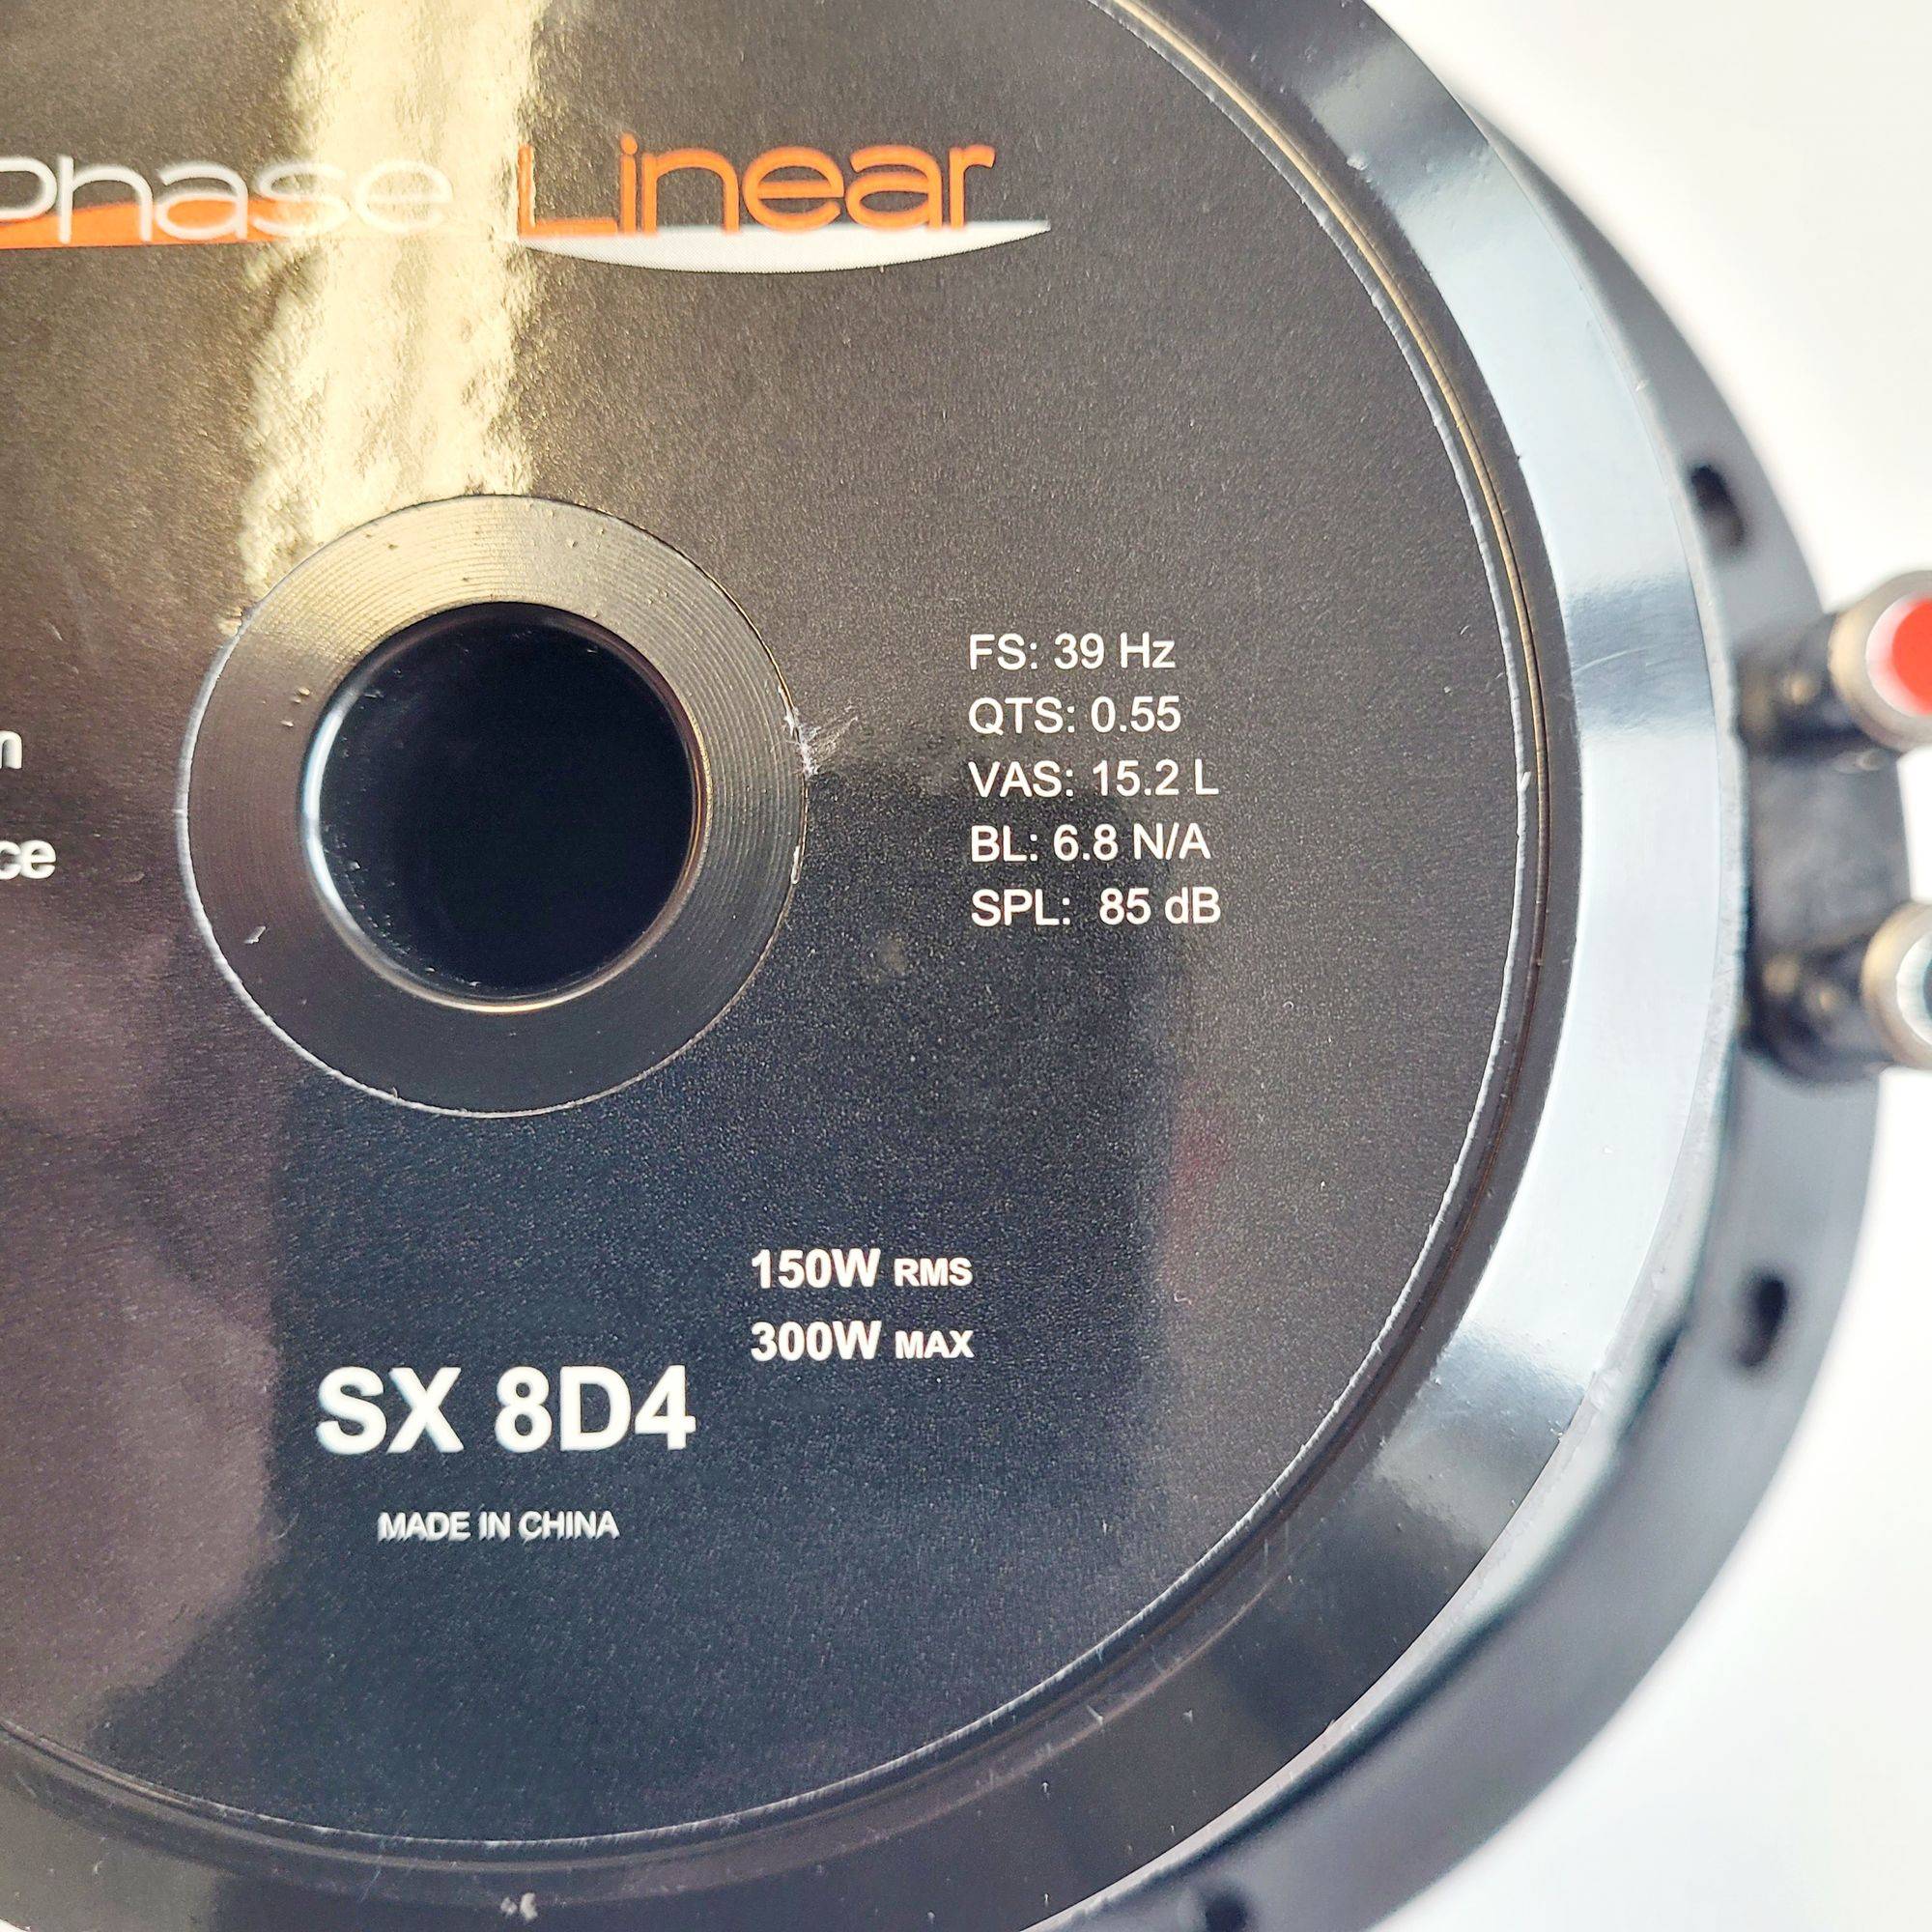 Phase Linear
FS: 39 Hz
QTS: 0.55
VAS: 15.2 L
BL: 6.8 N/A
SPL: 85 dB
150W RMS
300W MAX
SX 8D4
MADE IN CHINA